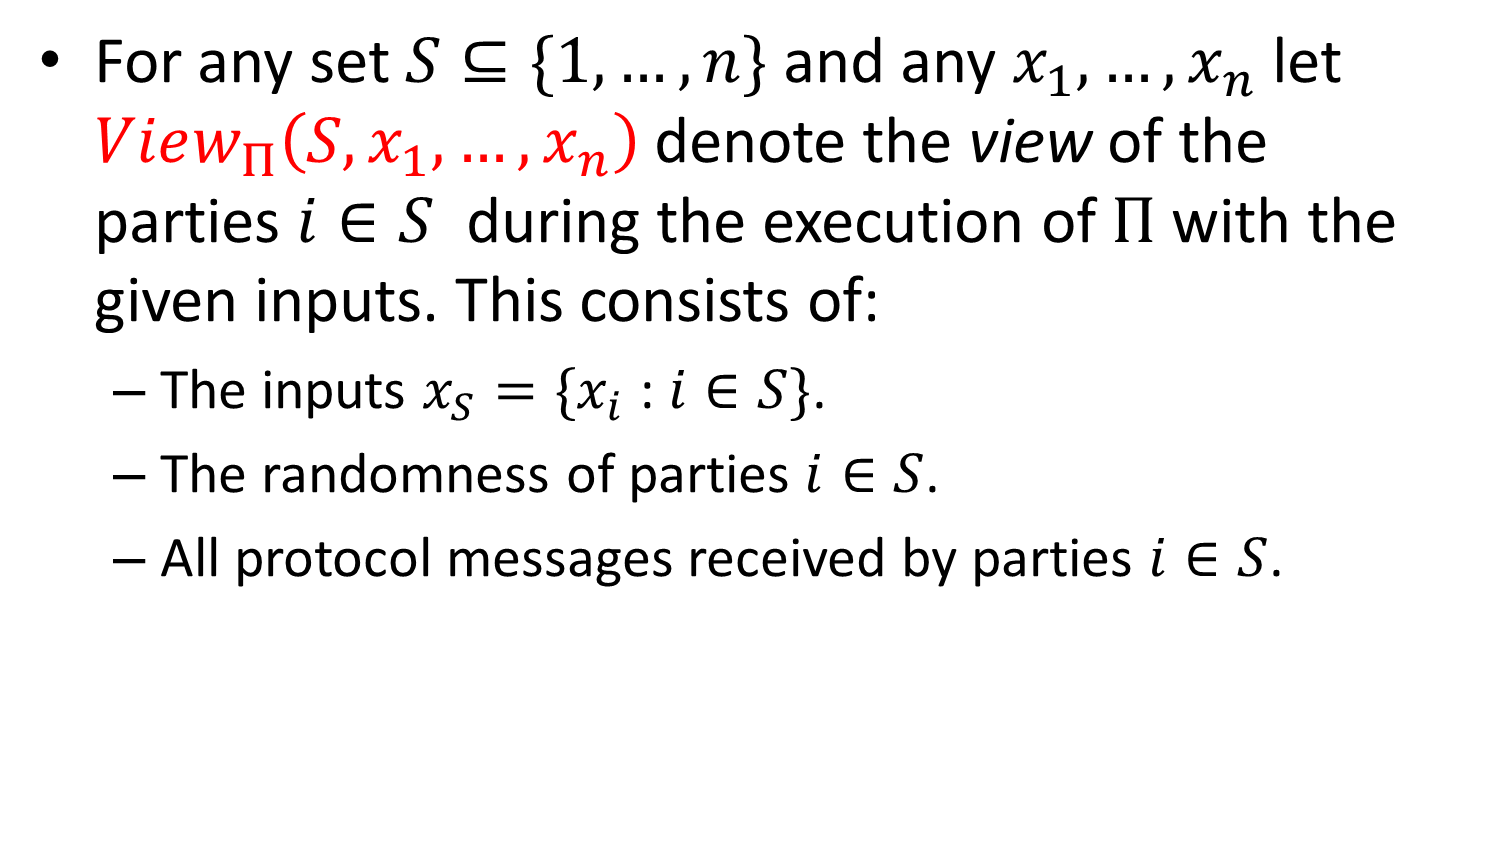 • For any set 𝑆 ⊆ {1, … , 𝑛} and any 𝑥₁, … , 𝑥ₙ let
𝑉𝑖𝑒𝑤_Π(𝑆, 𝑥₁, … , 𝑥ₙ) denote the view of the
parties 𝑖 ∈ 𝑆 during the execution of Π with the
given inputs. This consists of:
– The inputs 𝑥_𝑆 = {𝑥ᵢ : 𝑖 ∈ 𝑆}.
– The randomness of parties 𝑖 ∈ 𝑆.
– All protocol messages received by parties 𝑖 ∈ 𝑆.